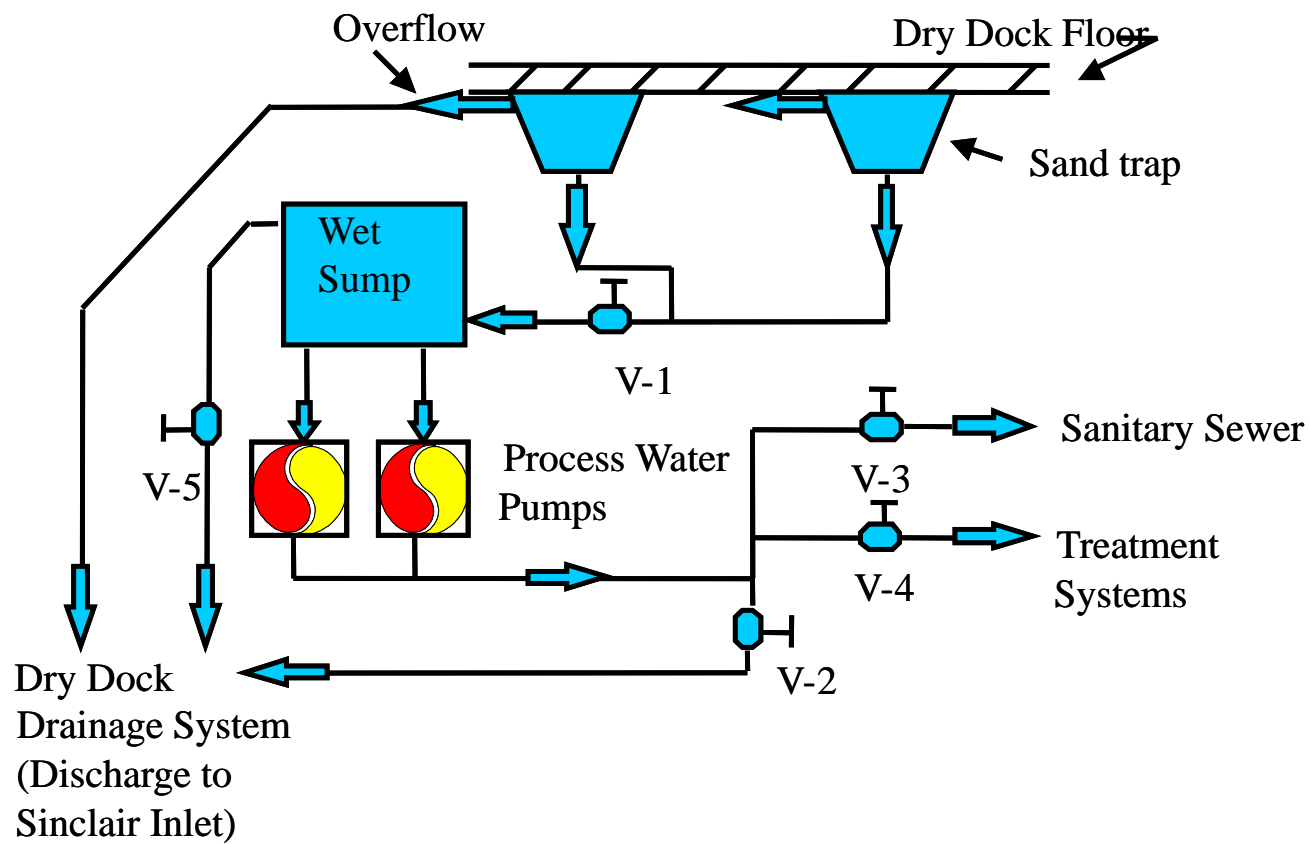 Overflow
Dry Dock Floor
Sand trap
Wet
Sump
V-1
Sanitary Sewer
V-3
Process Water
Pumps
V-5
Treatment
Systems
V-4
V-2
Dry Dock
Drainage System
(Discharge to
Sinclair Inlet)